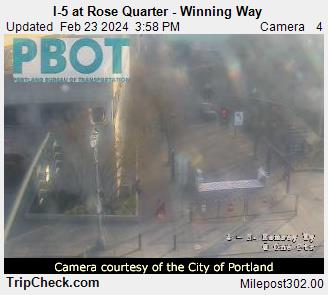 I-5 at Rose Quarter - Winning Way
Updated Feb 23 2024 3:58 PM Camera 4
PBOT
PORTLAND BUREAU OF TRANSPORTATION
Camera courtesy of the City of Portland
TripCheck.com Milepost302.00